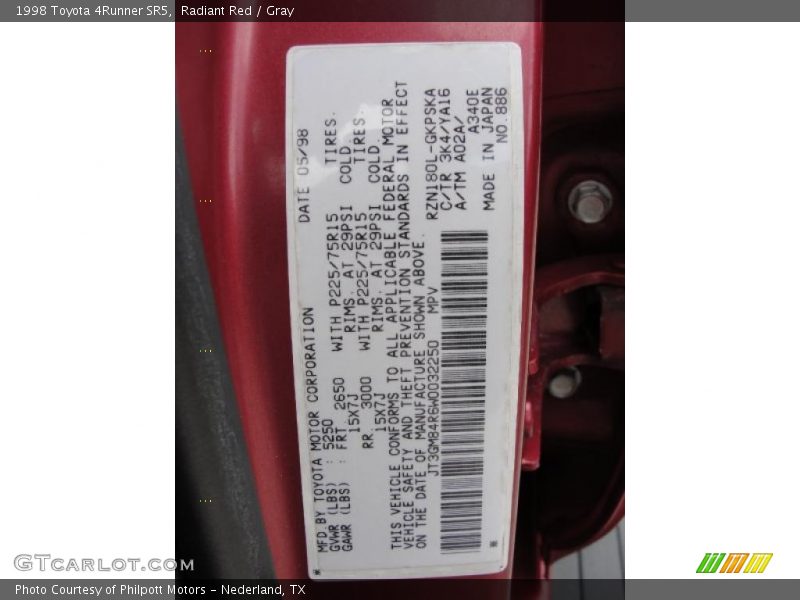 1998 Toyota 4Runner SR5, Radiant Red / Gray
MFD. BY TOYOTA MOTOR CORPORATION DATE 05/98
GVWR (LBS) : 5250
GAWR (LBS) : FRT 2650 WITH P225/75R15 TIRES.
15X7J RIMS. AT 29PSI COLD.
RR. 3000 WITH P225/75R15 TIRES.
15X7J RIMS. AT 29PSI COLD.
THIS VEHICLE CONFORMS TO ALL APPLICABLE FEDERAL MOTOR
VEHICLE SAFETY AND THEFT PREVENTION STANDARDS IN EFFECT
ON THE DATE OF MANUFACTURE SHOWN ABOVE.
JT3GM84R6W0032250 MPV RZN180L-GKPSKA
C/TR 3K4/YA16
A/TM A02A/
A340E
MADE IN JAPAN
NO.886
GTCarLot.com
Photo Courtesy of Philpott Motors - Nederland, TX